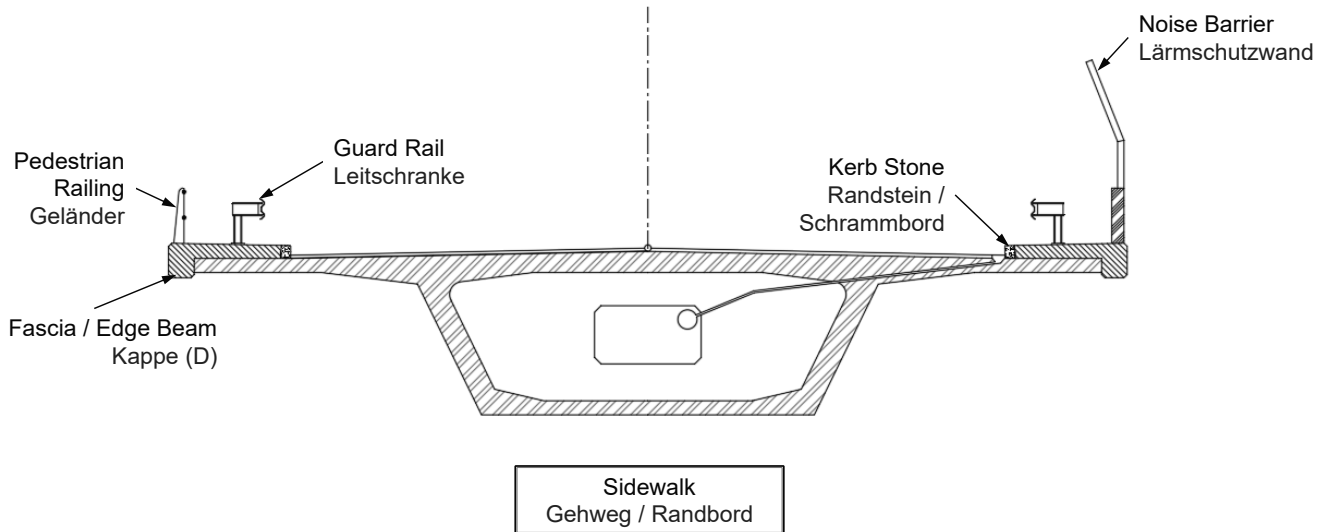 Noise Barrier
Lärmschutzwand
Guard Rail
Leitschranke
Pedestrian
Railing
Geländer
Kerb Stone
Randstein /
Schrammbord
Fascia / Edge Beam
Kappe (D)
Sidewalk
Gehweg / Randbord